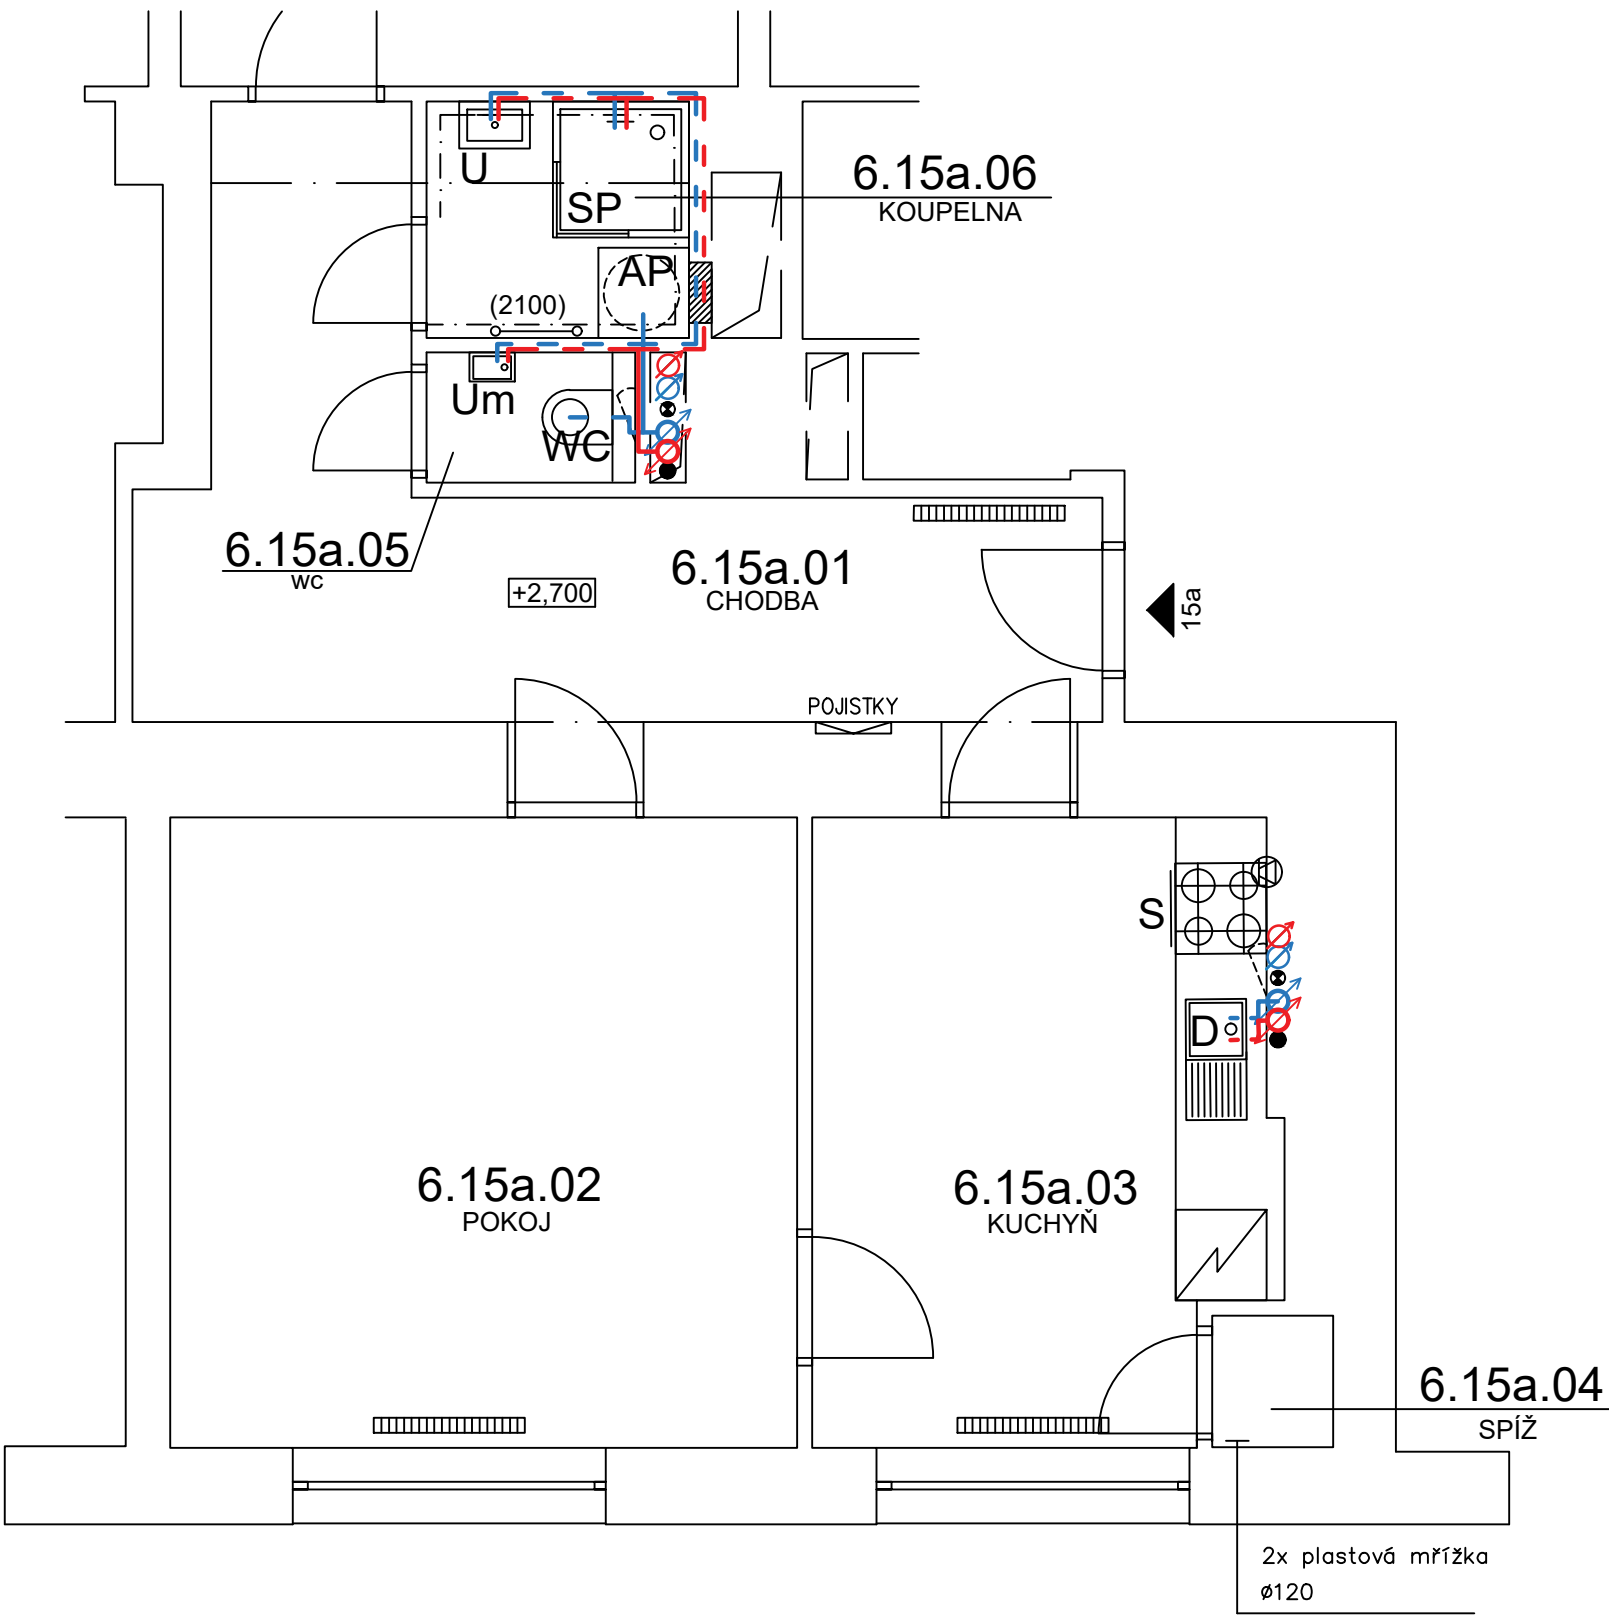 6.15a.06
KOUPELNA
U
SP
AP
(2100)
Um
WC
6.15a.05
WC
6.15a.01
CHODBA
+2,700
15a
POJISTKY
S
D
6.15a.02
POKOJ
6.15a.03
KUCHYŇ
6.15a.04
SPÍŽ
2x plastová mřížka
ø120